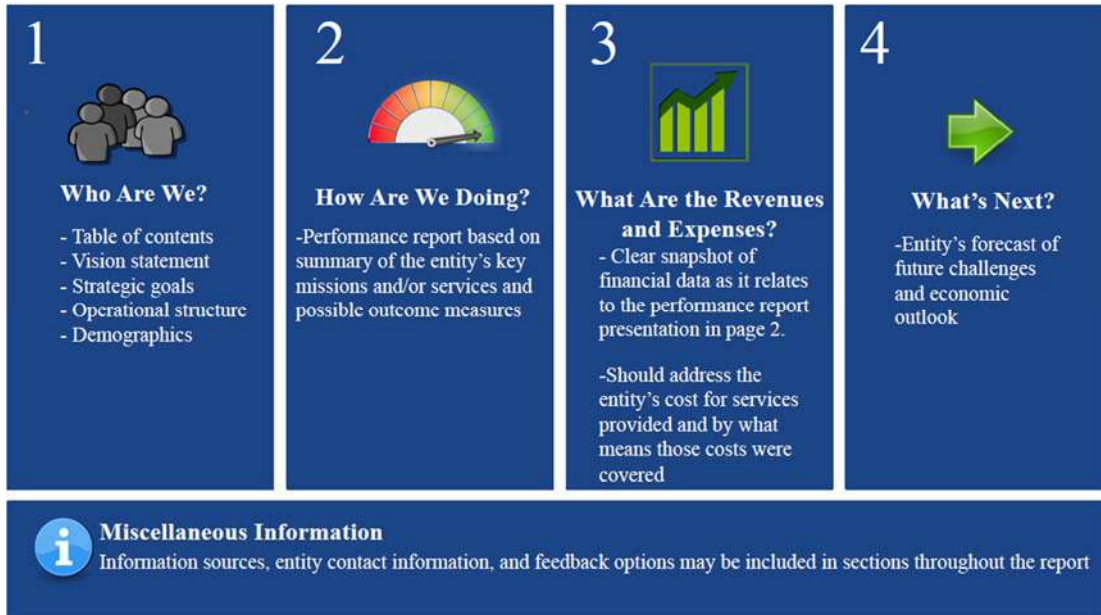 1
Who Are We?
- Table of contents
- Vision statement
- Strategic goals
- Operational structure
- Demographics
2
How Are We Doing?
-Performance report based on
summary of the entity's key
missions and/or services and
possible outcome measures
3
What Are the Revenues
and Expenses?
- Clear snapshot of
financial data as it relates
to the performance report
presentation in page 2.
-Should address the
entity's cost for services
provided and by what
means those costs were
covered
4
What's Next?
-Entity's forecast of
future challenges
and economic
outlook
i
Miscellaneous Information
Information sources, entity contact information, and feedback options may be included in sections throughout the report